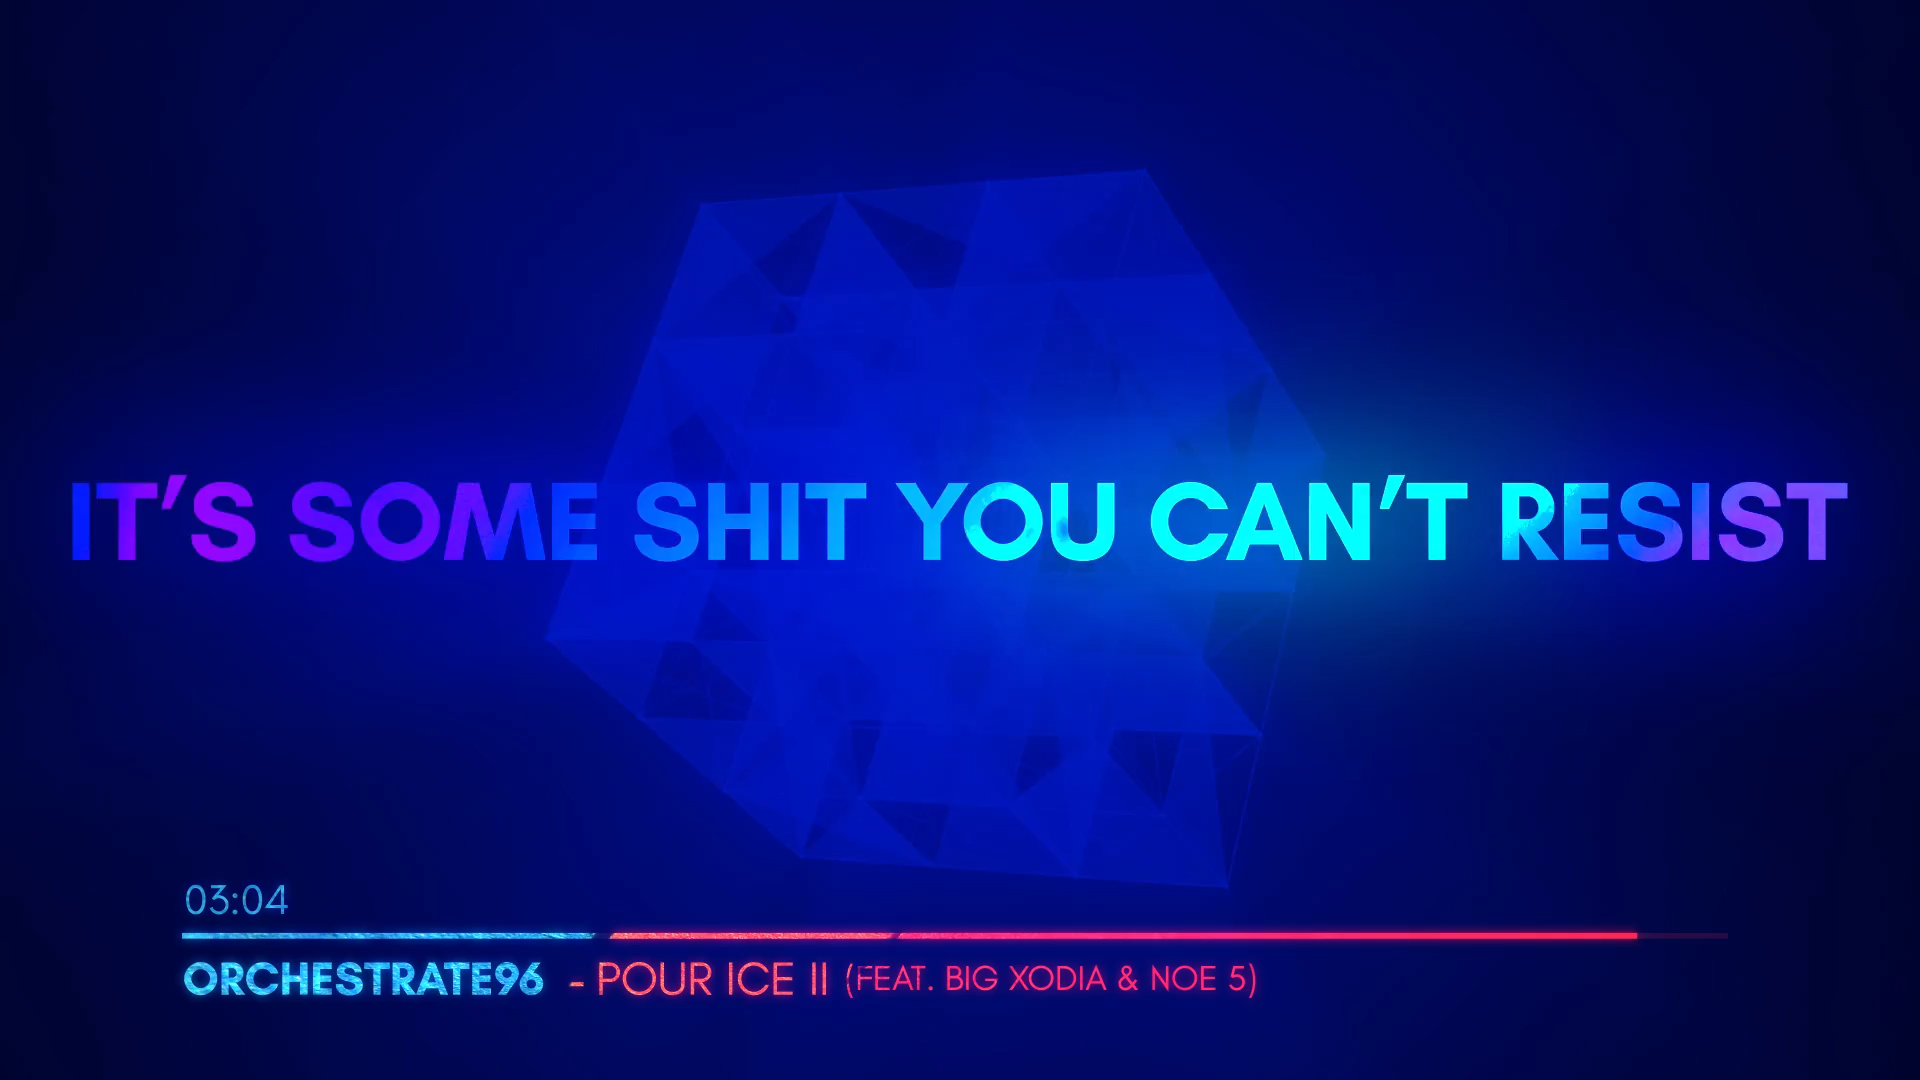 IT'S SOME SHIT YOU CAN'T RESIST
03:04
ORCHESTRATE96 - POUR ICE II (FEAT. BIG XODIA & NOE 5)